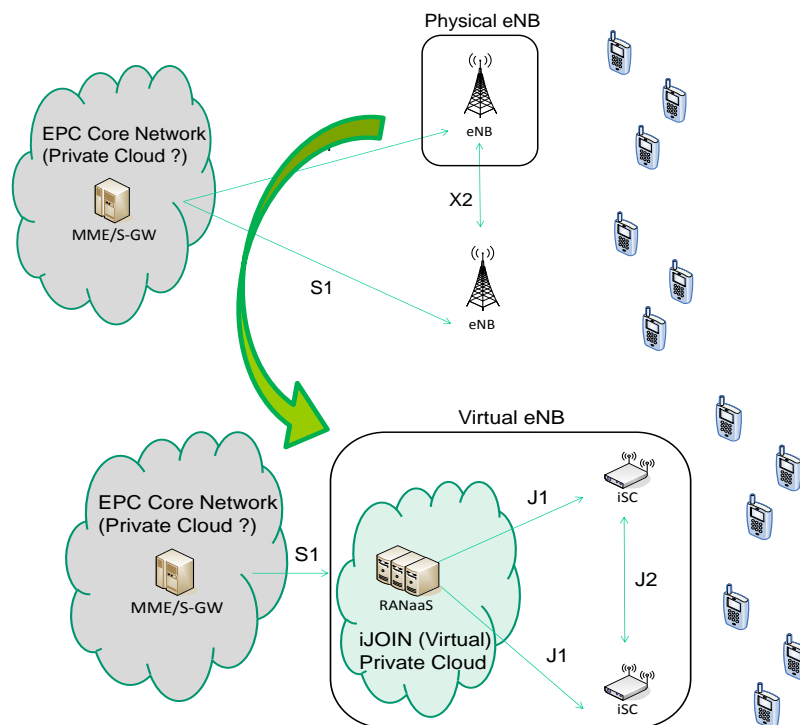 Physical eNB
eNB
EPC Core Network
(Private Cloud ?)
MME/S-GW
X2
S1
eNB
Virtual eNB
EPC Core Network
(Private Cloud ?)
MME/S-GW
S1
RANaaS
iJOIN (Virtual)
Private Cloud
J1
iSC
J2
J1
iSC